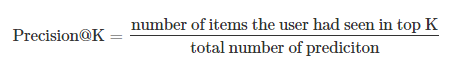 Precision@K = number of items the user had seen in top K
total number of prediciton